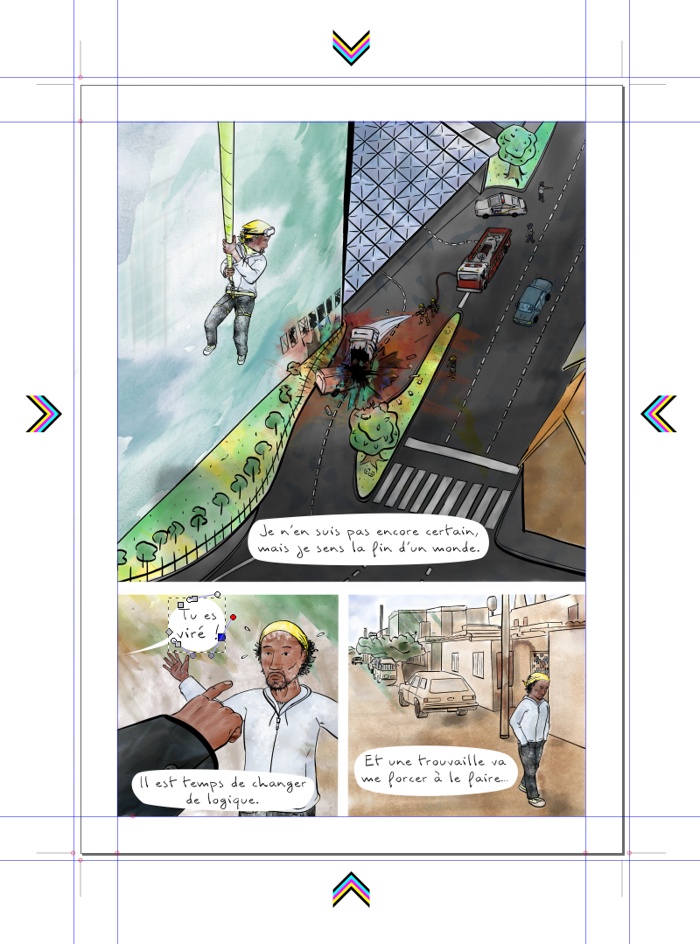 Je n'en suis pas encore certain,
mais je sens la fin d'un monde.
Tu es
viré !
Il est temps de changer
de logique.
Et une trouvaille va
me forcer à le faire...